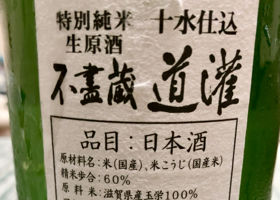 特別純米 十水仕込
生原酒
不盡蔵 道灌
品目：日本酒
原材料名：米(国産)、米こうじ(国産米)
精米歩合：60%
原料米：滋賀県産玉栄100%